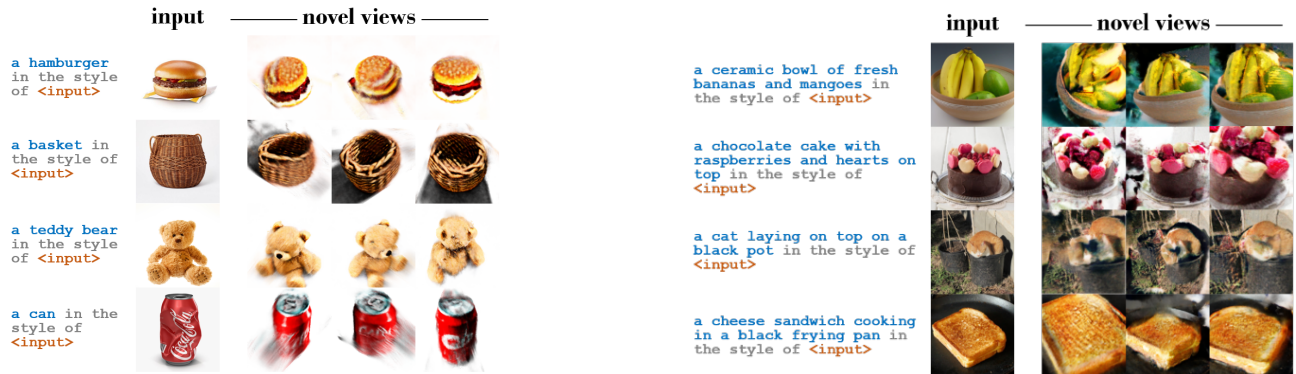 input
novel views
a hamburger
in the style
of <input>
a basket in
the style of
<input>
a teddy bear
in the style
of <input>
a can in the
style of
<input>
Coca-Cola
input
novel views
a ceramic bowl of fresh
bananas and mangoes in
the style of <input>
a chocolate cake with
raspberries and hearts on
top in the style of
<input>
a cat laying on top on a
black pot in the style of
<input>
a cheese sandwich cooking
in a black frying pan in
the style of <input>